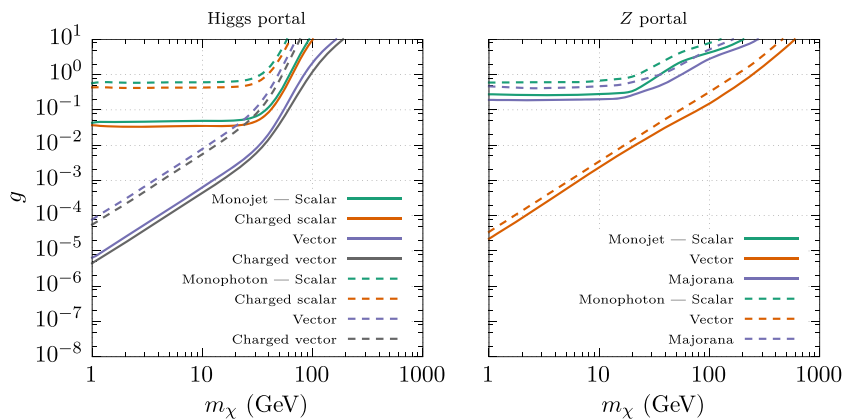 Higgs portal
10^1
10^0
10^-1
10^-2
10^-3
10^-4
10^-5
10^-6
10^-7
10^-8
g
Monojet — Scalar
Charged scalar
Vector
Charged vector
Monophoton — Scalar
Charged scalar
Vector
Charged vector
1 10 100 1000
m_χ (GeV)
Z portal
Monojet — Scalar
Vector
Majorana
Monophoton — Scalar
Vector
Majorana
1 10 100 1000
m_χ (GeV)